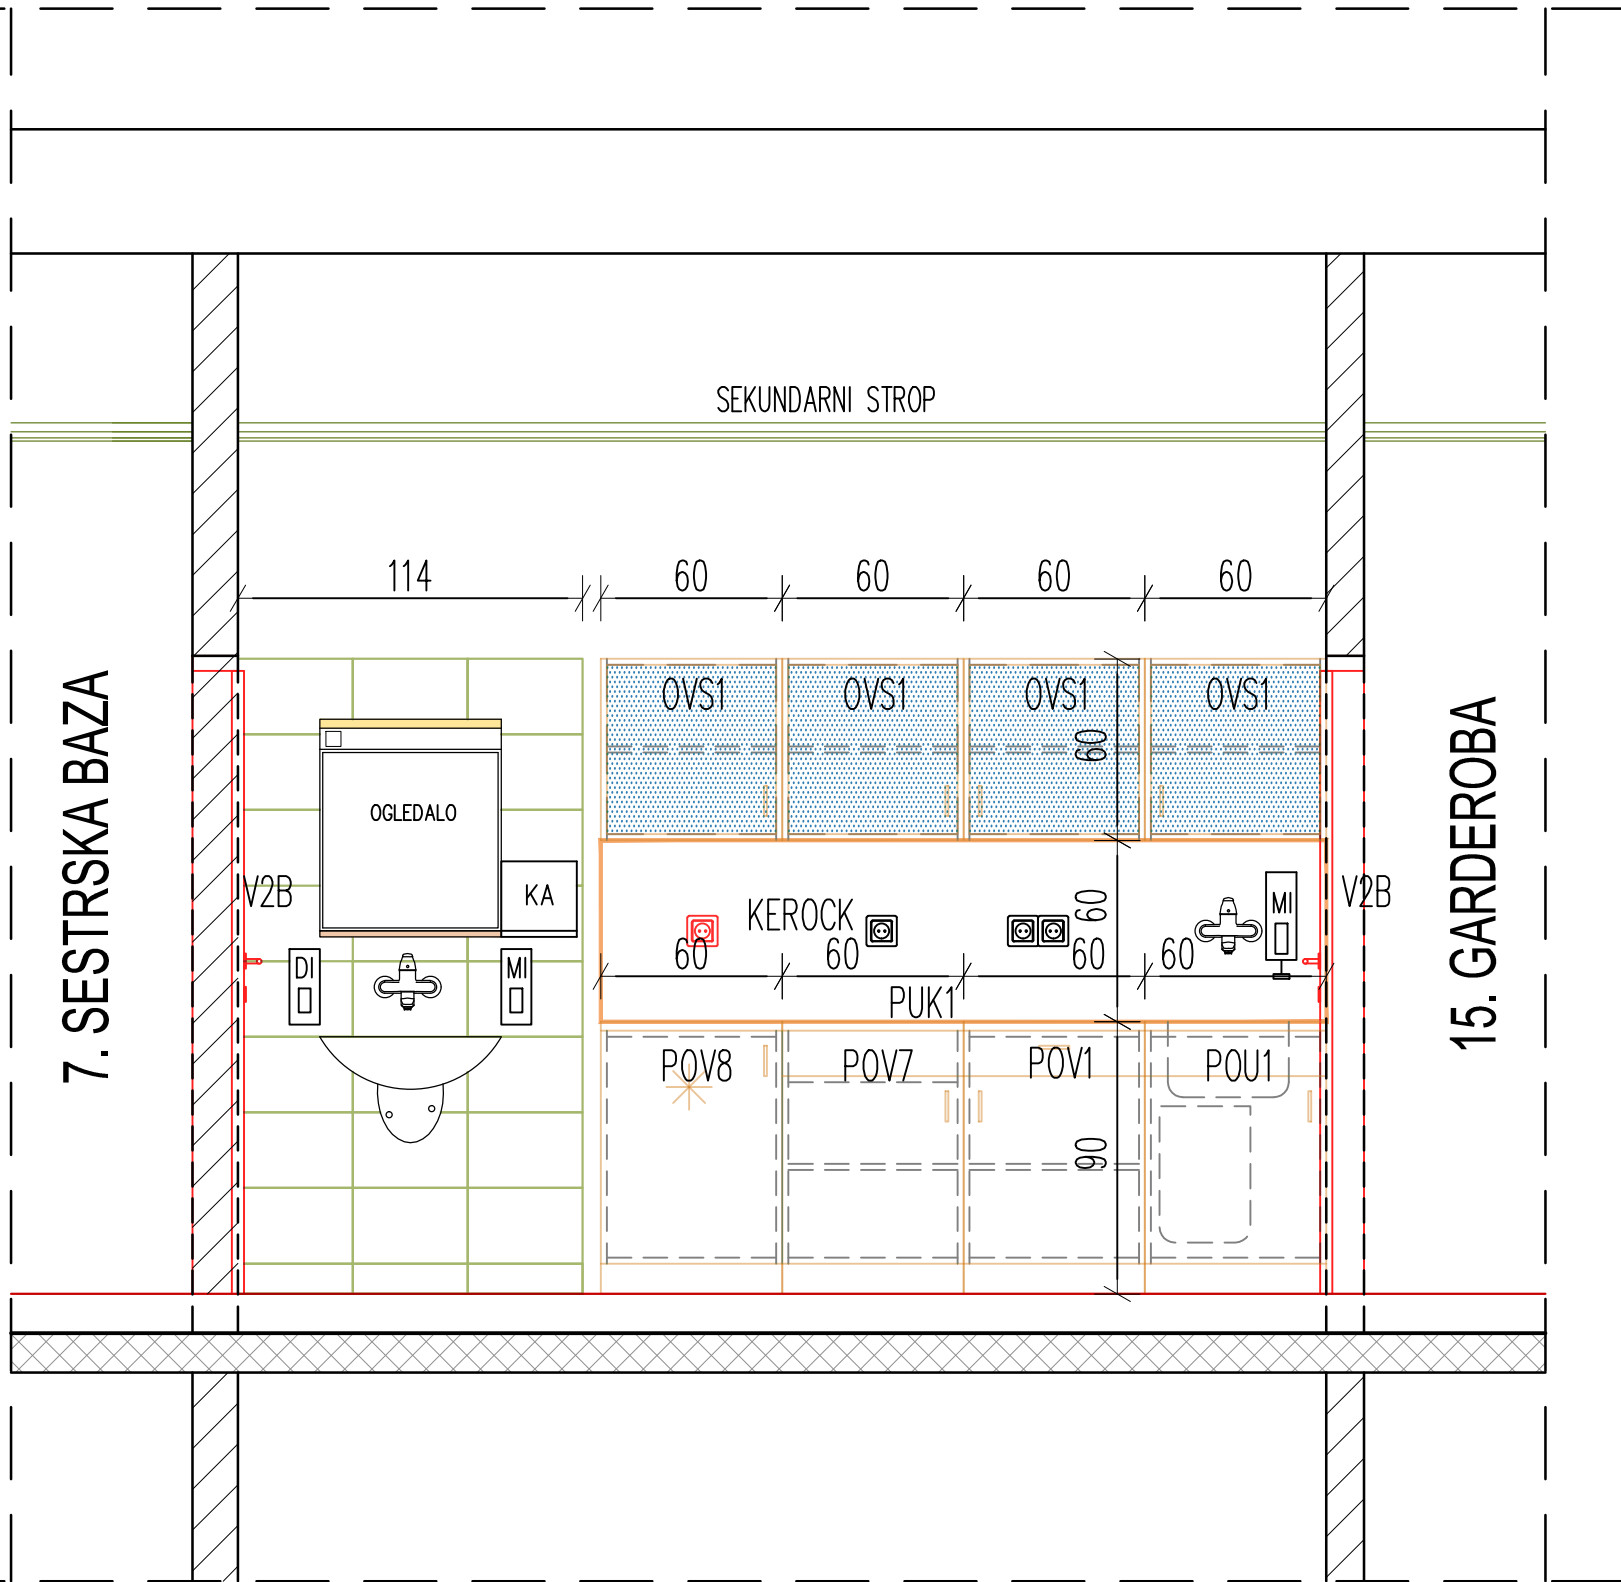 SEKUNDARNI STROP
114 60 60 60 60
7. SESTRSKA BAZA
15. GARDEROBA
OVS1 OVS1 OVS1 OVS1
60
OGLEDALO
V2B
KA
KEROCK
60
MI
V2B
DI
MI
60 60 60 60
PUK1
POV8 POV7 POV1 POU1
90